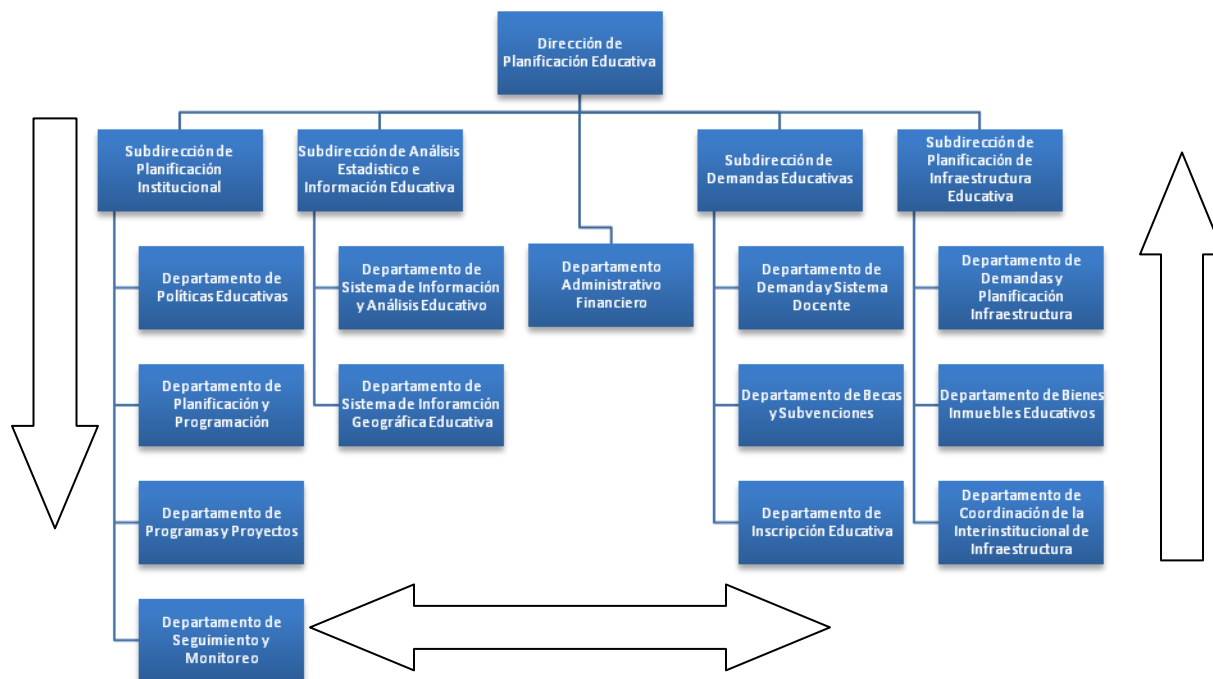 Dirección de
Planificación Educativa
Subdirección de
Planificación
Institucional
Subdirección de Análisis
Estadistico e
Información Educativa
Subdirección de
Demandas Educativas
Subdirección de
Planificación de
Infraestructura
Educativa
Departamento de
Políticas Educativas
Departamento de
Sistema de Información
y Análisis Educativo
Departamento
Administrativo
Financiero
Departamento de
Demanda y Sistema
Docente
Departamento de
Demandas y
Planificación
Infraestructura
Departamento de
Planificación y
Programación
Departamento de
Sistema de Inforamción
Geográfica Educativa
Departamento de Becas
y Subvenciones
Departamento de Bienes
Inmuebles Educativos
Departamento de
Programas y Proyectos
Departamento de
Inscripción Educativa
Departamento de
Coordinación de la
Interinstitucional de
Infraestructura
Departamento de
Seguimiento y
Monitoreo